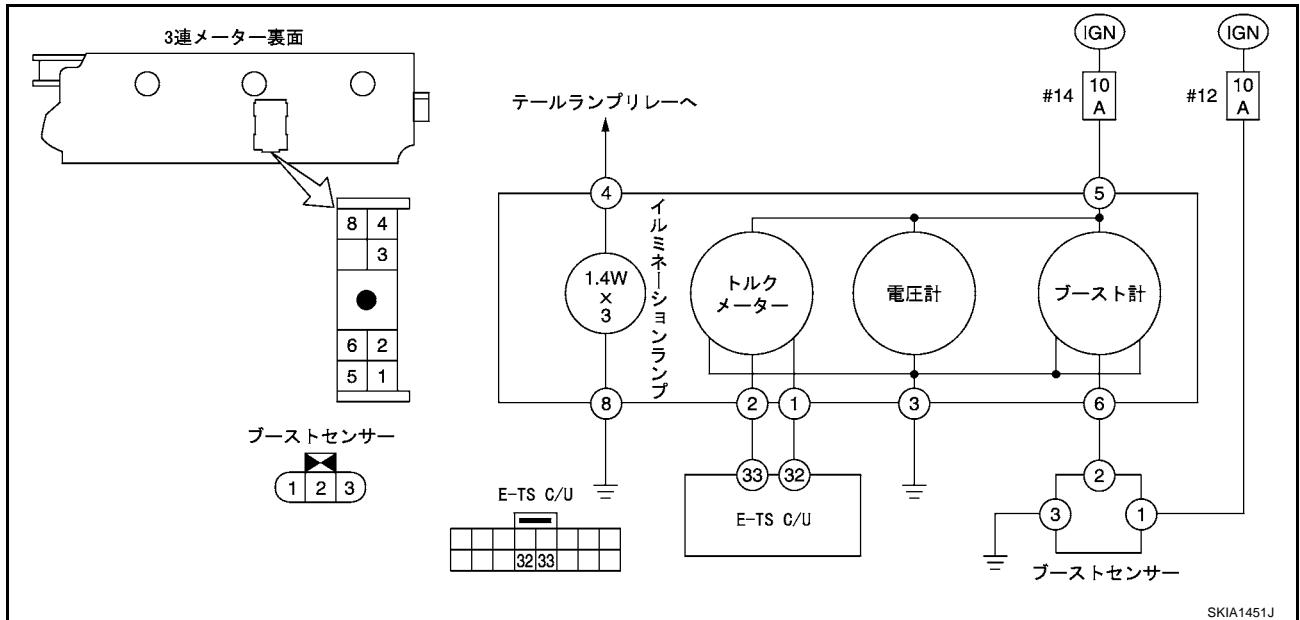 3連メーター裏面
8 4
3
6 2
5 1
ブーストセンサー
1 2 3
E-TS C/U
32 33
テールランプリレーへ
IGN
#14 10A
IGN
#12 10A
4
5
イルミネーションランプ
1.4W×3
トルクメーター
電圧計
ブースト計
8
2
1
3
6
33
32
E-TS C/U
2
3
1
ブーストセンサー
SKIA1451J